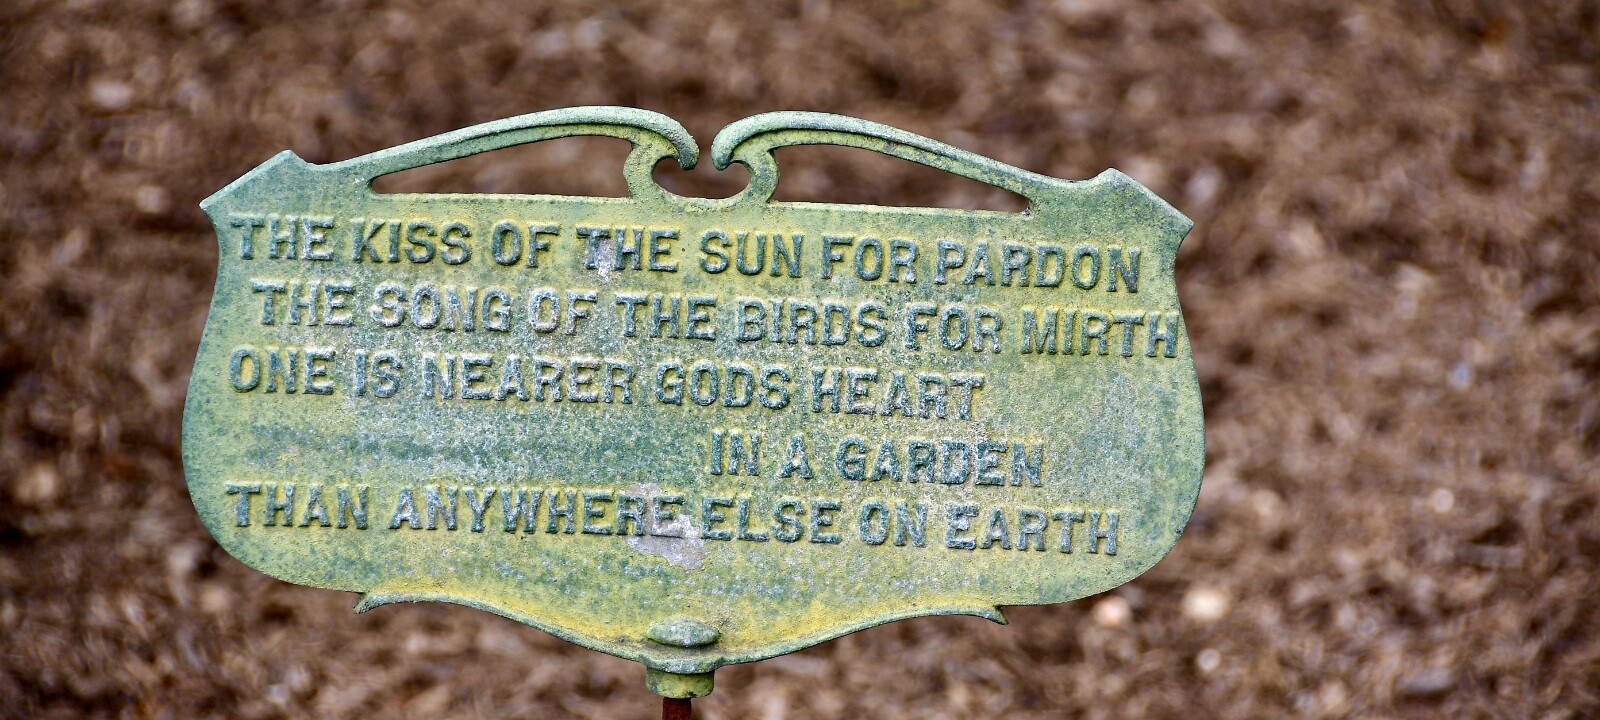 THE KISS OF THE SUN FOR PARDON
THE SONG OF THE BIRDS FOR MIRTH
ONE IS NEARER GODS HEART
IN A GARDEN
THAN ANYWHERE ELSE ON EARTH